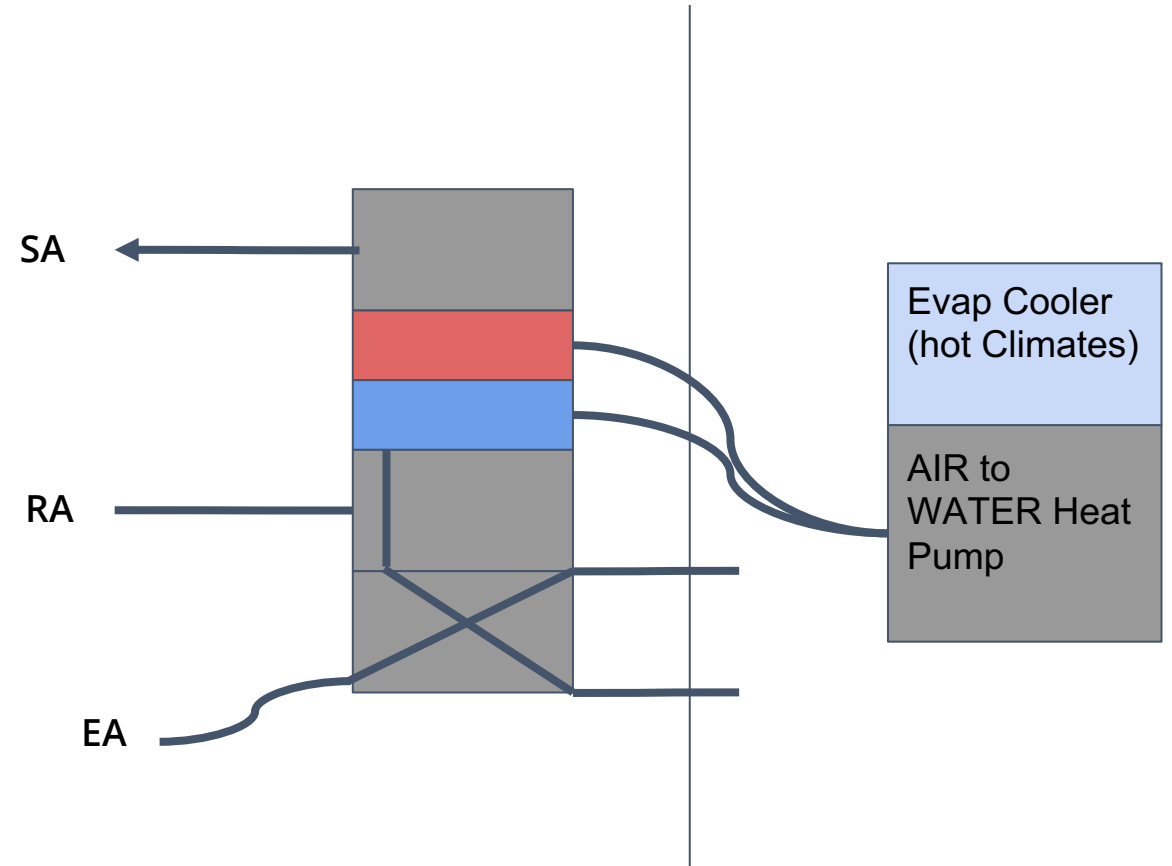 SA
Evap Cooler
(hot Climates)
AIR to
WATER Heat
Pump
RA
EA